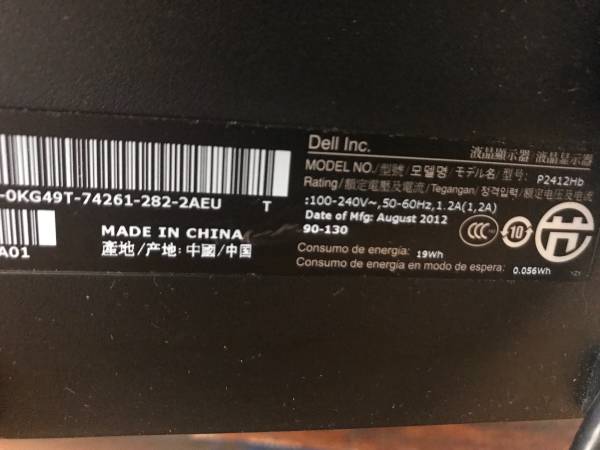 Dell Inc. 液晶顯示器 液晶显示器
MODEL NO./型號/모델명/モデル名/型号: P2412Hb
Rating/額定電壓及電流/Tegangan/정격입력/额定电压及电流
:100-240V~,50-60Hz,1.2A(1,2A)
Date of Mfg: August 2012
90-130
Consumo de energía: 19Wh
Consumo de energía en modo de espera: 0.056Wh
-0KG49T-74261-282-2AEU T
A01
MADE IN CHINA
產地/产地: 中國/中国
CCC
10